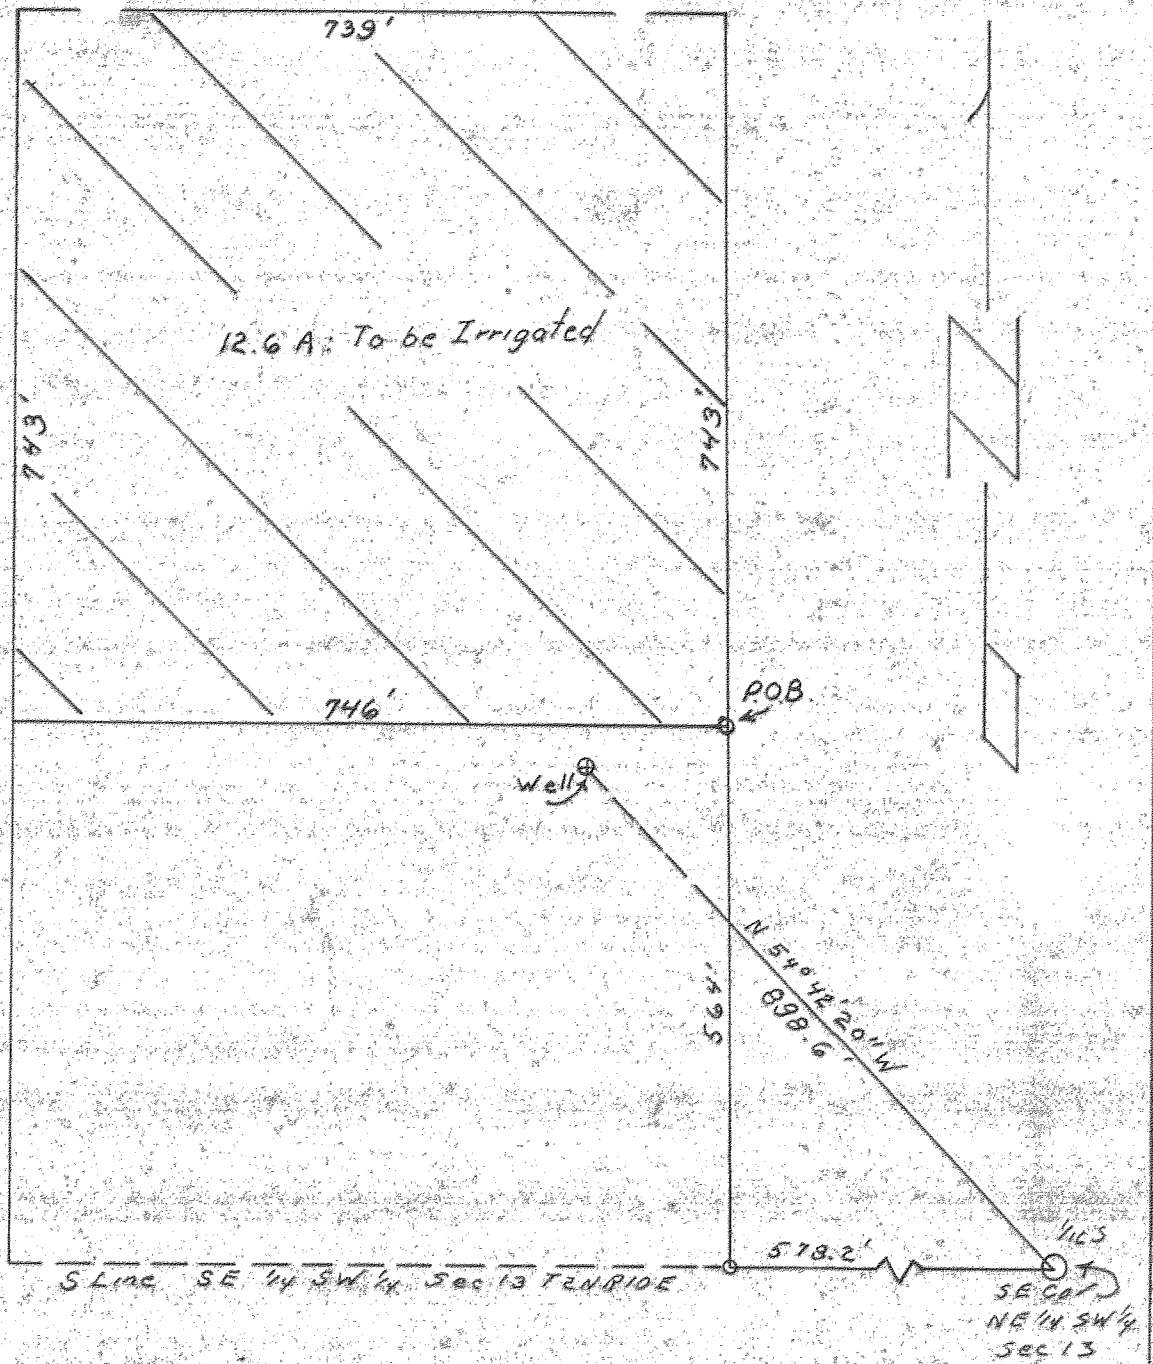 739'
12.6 A. To be Irrigated
743'
743'
746'
P.O.B.
Well
N 54° 42' 20" W
898.6'
564'
578.2'
1/16 S
S Line SE 1/4 SW 1/4 Sec 13 T2N R10E
SE Cor
NE 1/4 SW 1/4
Sec 13